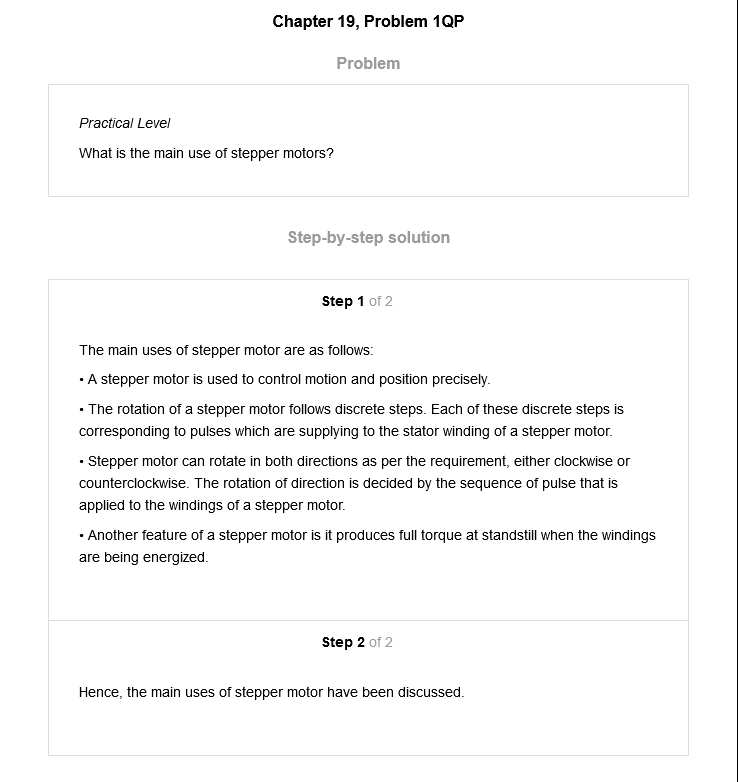 Chapter 19, Problem 1QP
Problem
Practical Level
What is the main use of stepper motors?
Step-by-step solution
Step 1 of 2
The main uses of stepper motor are as follows:
• A stepper motor is used to control motion and position precisely.
• The rotation of a stepper motor follows discrete steps. Each of these discrete steps is
corresponding to pulses which are supplying to the stator winding of a stepper motor.
• Stepper motor can rotate in both directions as per the requirement, either clockwise or
counterclockwise. The rotation of direction is decided by the sequence of pulse that is
applied to the windings of a stepper motor.
• Another feature of a stepper motor is it produces full torque at standstill when the windings
are being energized.
Step 2 of 2
Hence, the main uses of stepper motor have been discussed.